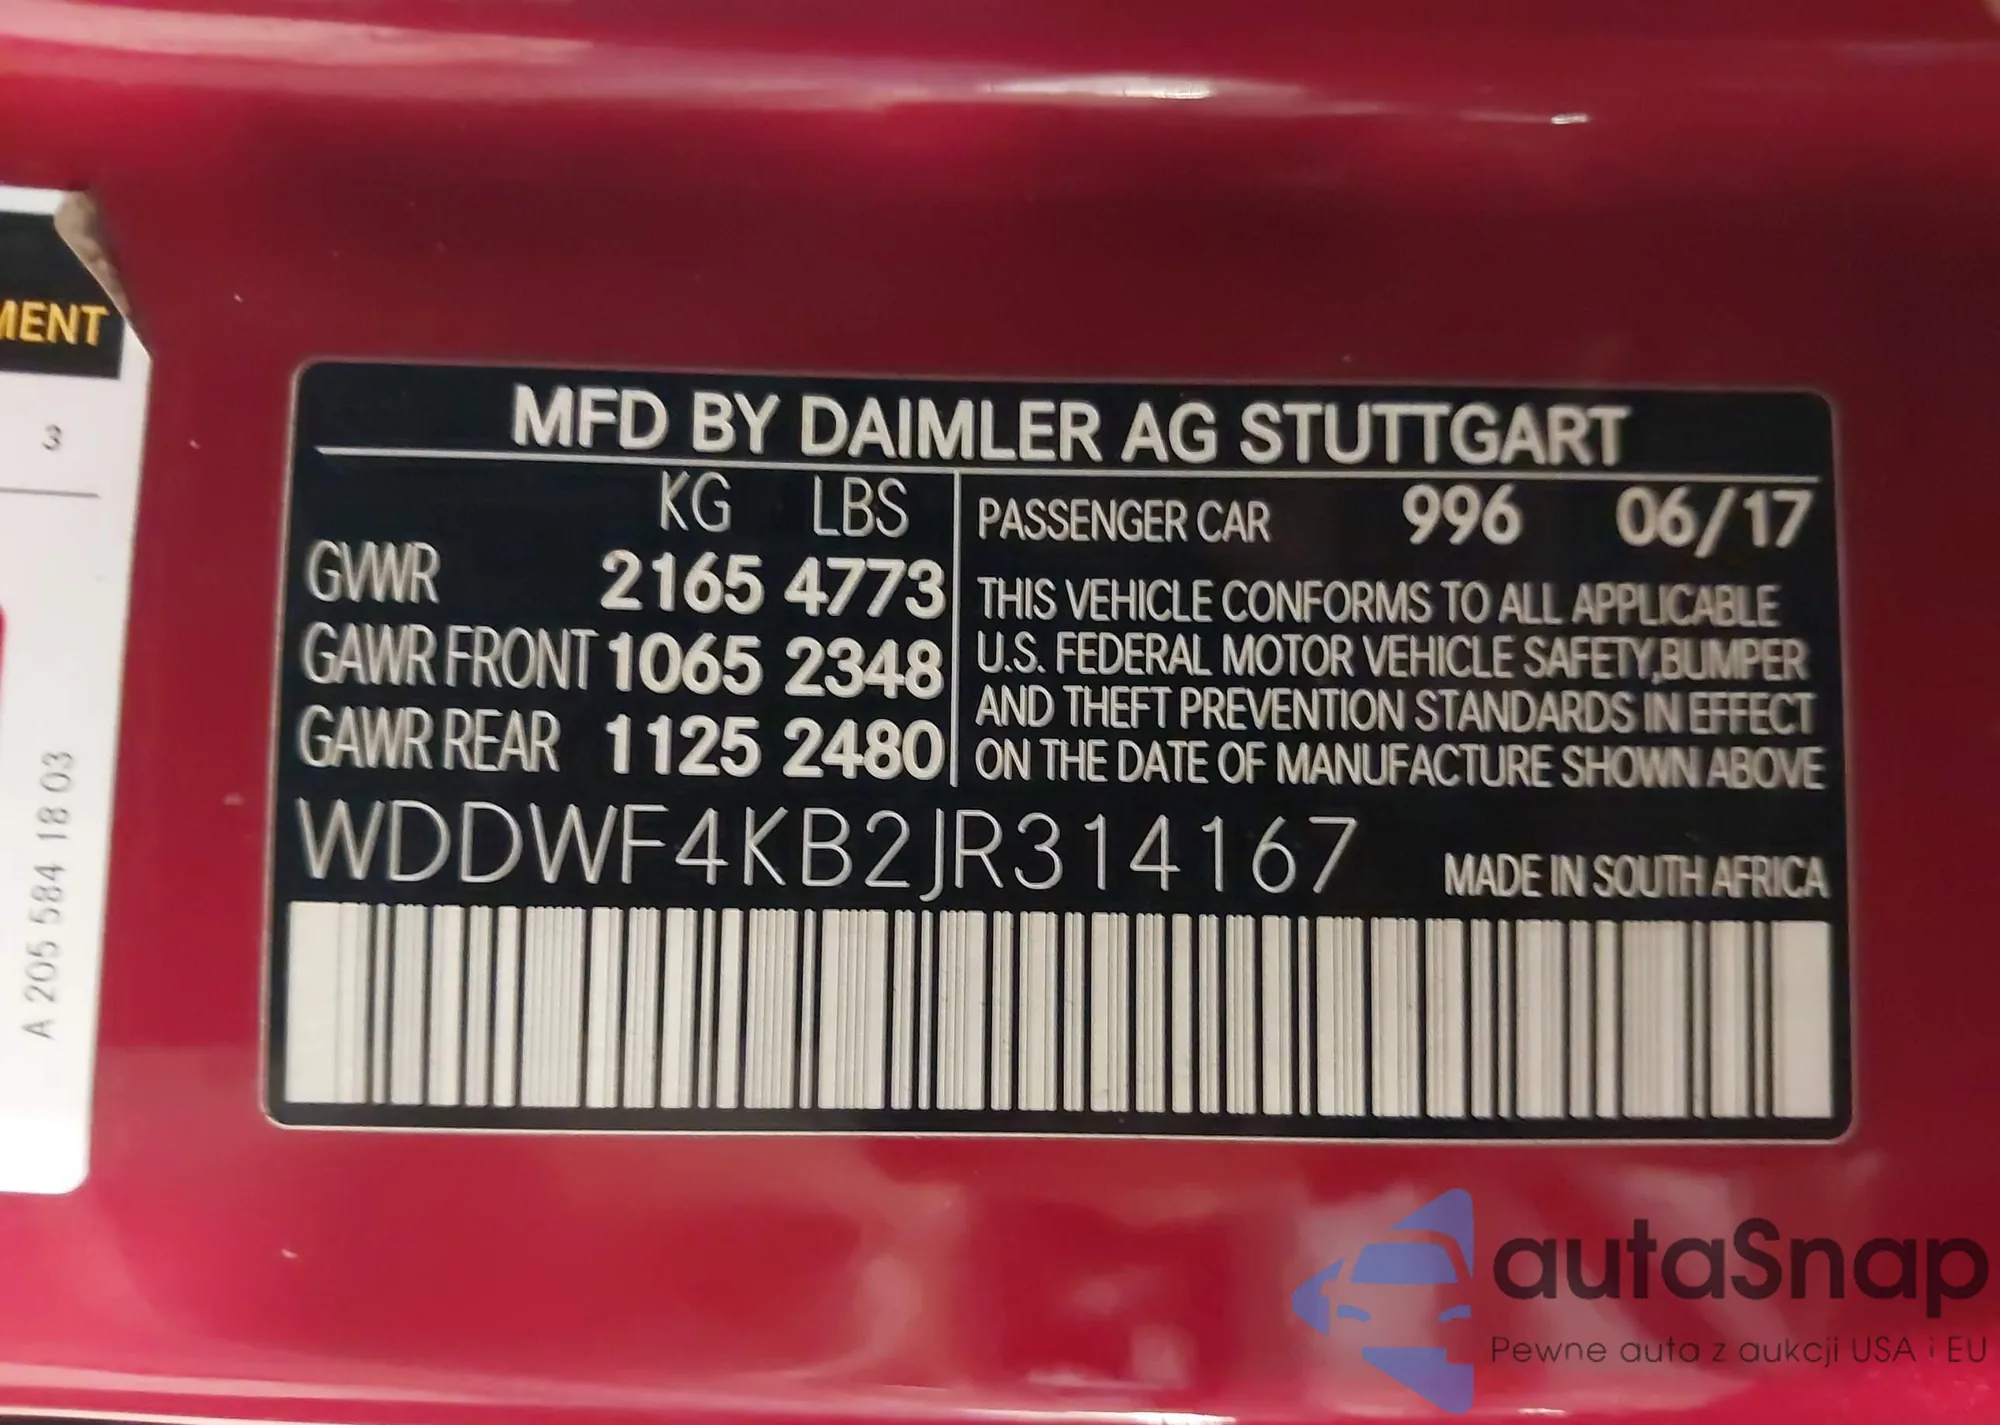 MENT
3
A 205 584 18 03
MFD BY DAIMLER AG STUTTGART
KG LBS
GVWR 2165 4773
GAWR FRONT 1065 2348
GAWR REAR 1125 2480
PASSENGER CAR 996 06/17
THIS VEHICLE CONFORMS TO ALL APPLICABLE
U.S. FEDERAL MOTOR VEHICLE SAFETY,BUMPER
AND THEFT PREVENTION STANDARDS IN EFFECT
ON THE DATE OF MANUFACTURE SHOWN ABOVE
WDDWF4KB2JR314167 MADE IN SOUTH AFRICA
autaSnap
Pewne auta z aukcji USA i EU